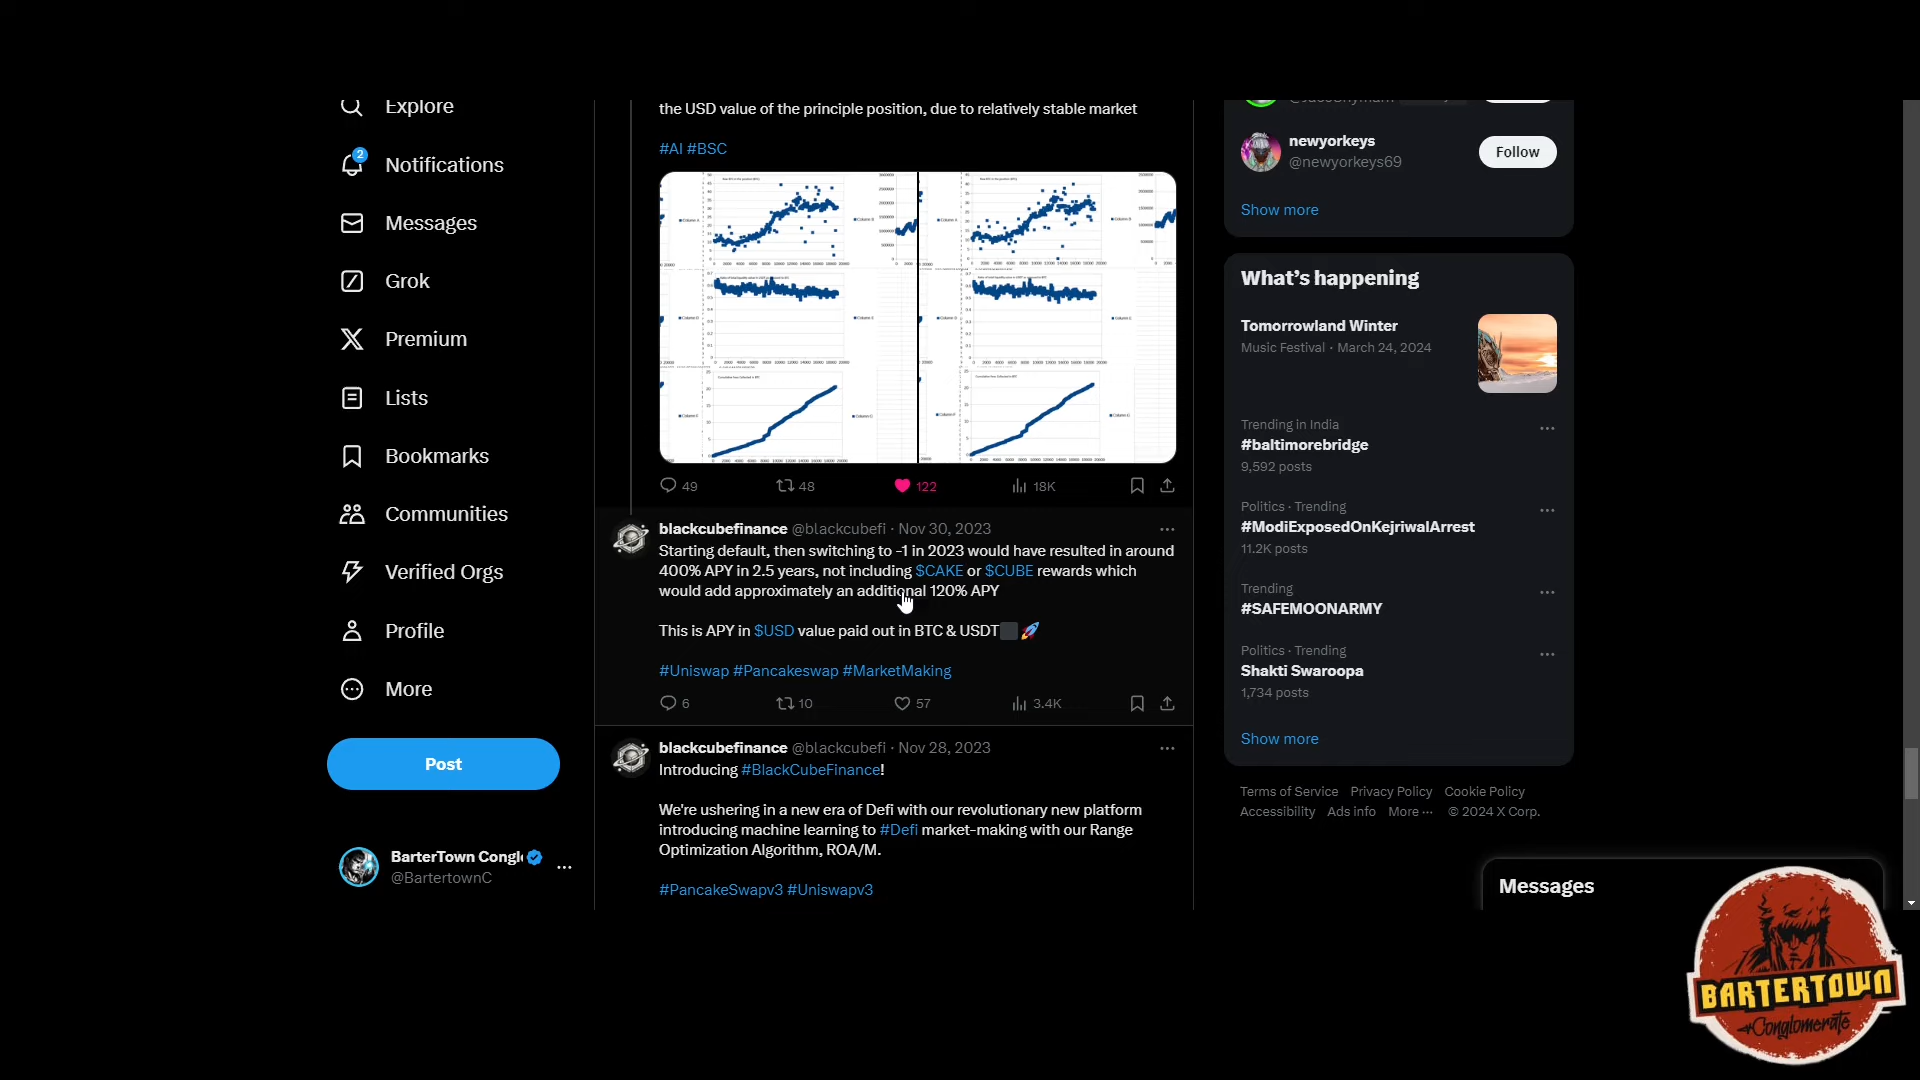 Explore
2
Notifications
Messages
Grok
Premium
Lists
Bookmarks
Communities
Verified Orgs
Profile
More
Post
BarterTown Congl
@BartertownC
the USD value of the principle position, due to relatively stable market
#AI #BSC
49
48
122
18K
blackcubefinance @blackcubefi · Nov 30, 2023
Starting default, then switching to -1 in 2023 would have resulted in around
400% APY in 2.5 years, not including $CAKE or $CUBE rewards which
would add approximately an additional 120% APY
This is APY in $USD value paid out in BTC & USDT
#Uniswap #Pancakeswap #MarketMaking
6
10
57
3.4K
blackcubefinance @blackcubefi · Nov 28, 2023
Introducing #BlackCubeFinance!
We're ushering in a new era of Defi with our revolutionary new platform
introducing machine learning to #Defi market-making with our Range
Optimization Algorithm, ROA/M.
#PancakeSwapv3 #Uniswapv3
newyorkeys
@newyorkeys69
Follow
Show more
What's happening
Tomorrowland Winter
Music Festival · March 24, 2024
Trending in India
#baltimorebridge
9,592 posts
Politics · Trending
#ModiExposedOnKejriwalArrest
11.2K posts
Trending
#SAFEMOONARMY
Politics · Trending
Shakti Swaroopa
1,734 posts
Show more
Terms of Service Privacy Policy Cookie Policy
Accessibility Ads info More ··· © 2024 X Corp.
Messages
BARTERTOWN
Conglomerate